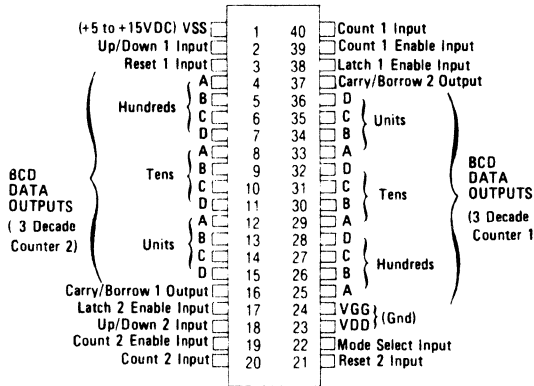 (+5 to +15VDC) VSS 1 40 Count 1 Input
Up/Down 1 Input 2 39 Count 1 Enable Input
Reset 1 Input 3 38 Latch 1 Enable Input
A 4 37 Carry/Borrow 2 Output
B 5 36 D
Hundreds
C 6 35 C
Units
D 7 34 B
A 8 33 A
B 9 32 D
Tens
C 10 31 C
Tens
D 11 30 B
A 12 29 A
B 13 28 D
Units
C 14 27 C
Hundreds
D 15 26 B
Carry/Borrow 1 Output 16 25 A
Latch 2 Enable Input 17 24 VGG
(Gnd)
Up/Down 2 Input 18 23 VDD
Count 2 Enable Input 19 22 Mode Select Input
Count 2 Input 20 21 Reset 2 Input
BCD
DATA
OUTPUTS
( 3 Decade
Counter 2)
BCD
DATA
OUTPUTS
(3 Decade
Counter 1